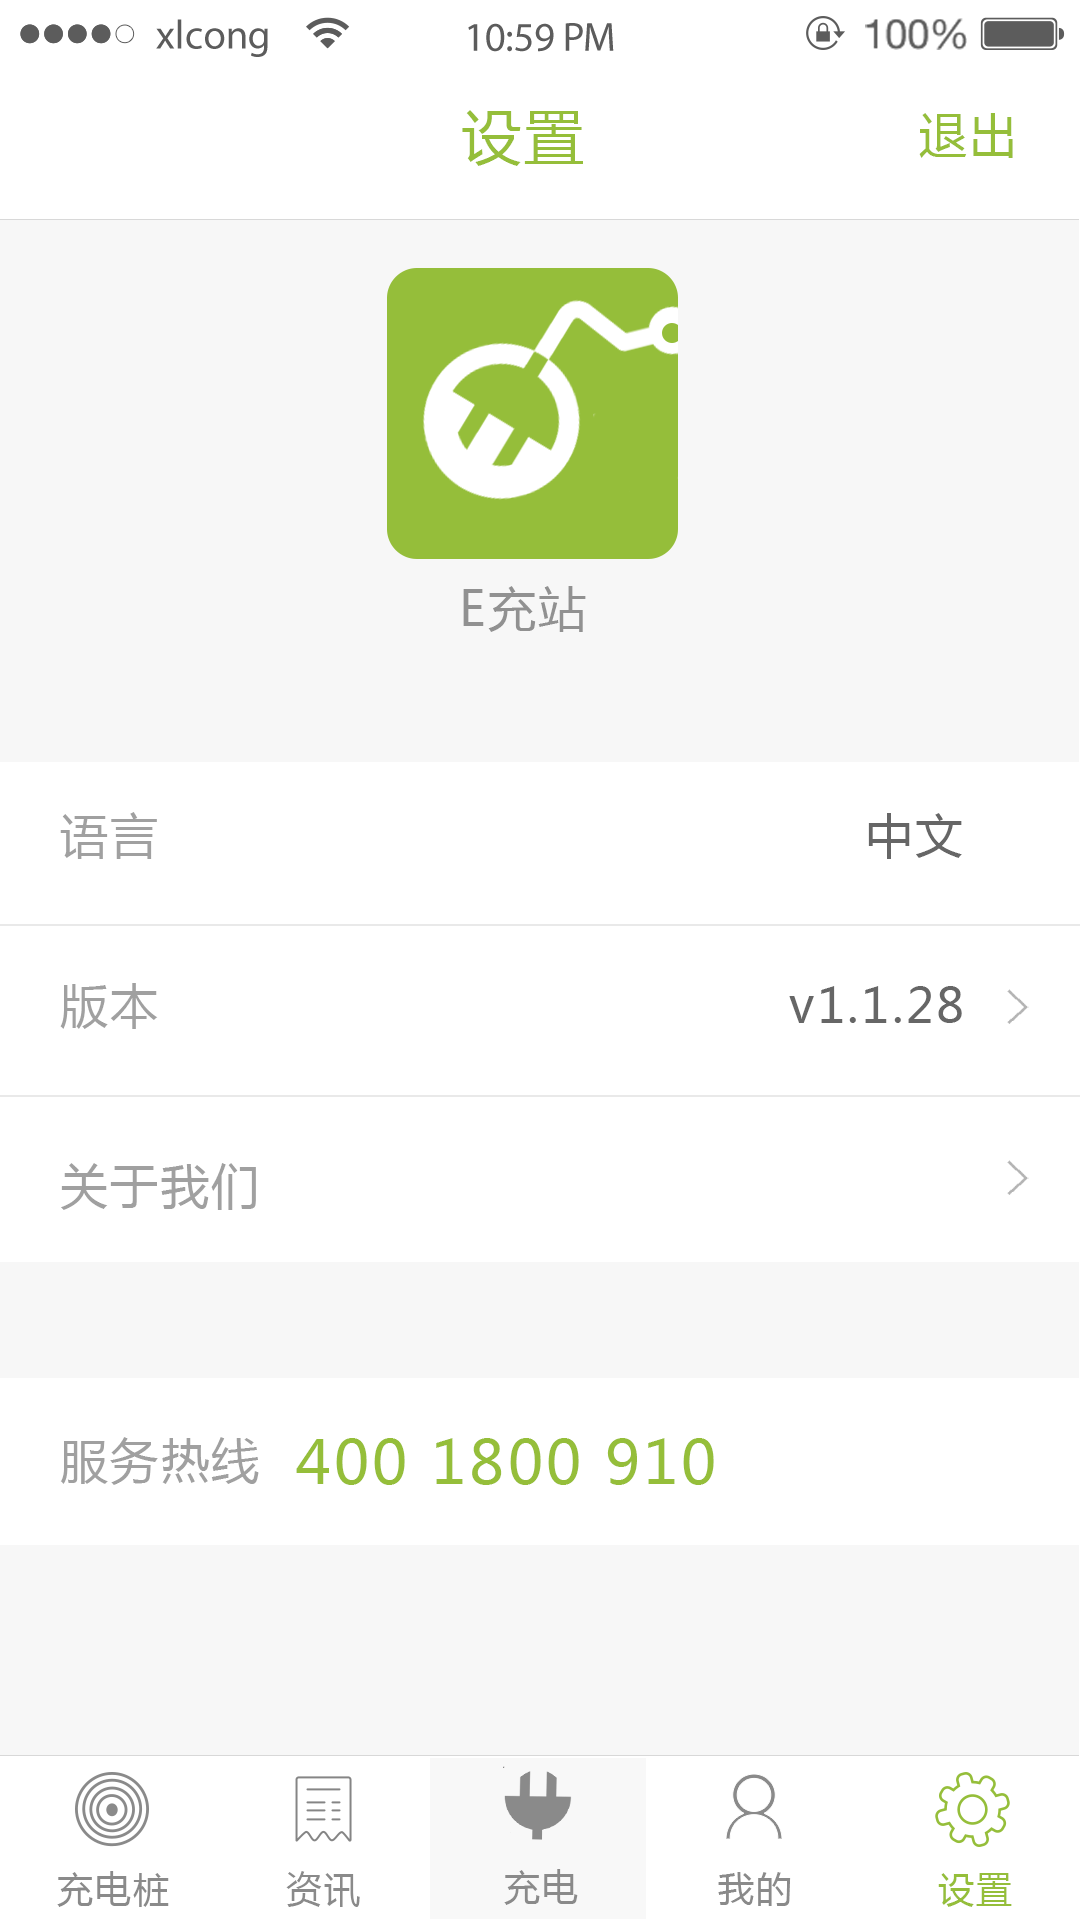 xlcong 10:59 PM 100%
设置 退出
E充站
语言 中文
版本 v1.1.28
关于我们
服务热线 400 1800 910
充电桩 资讯 充电 我的 设置